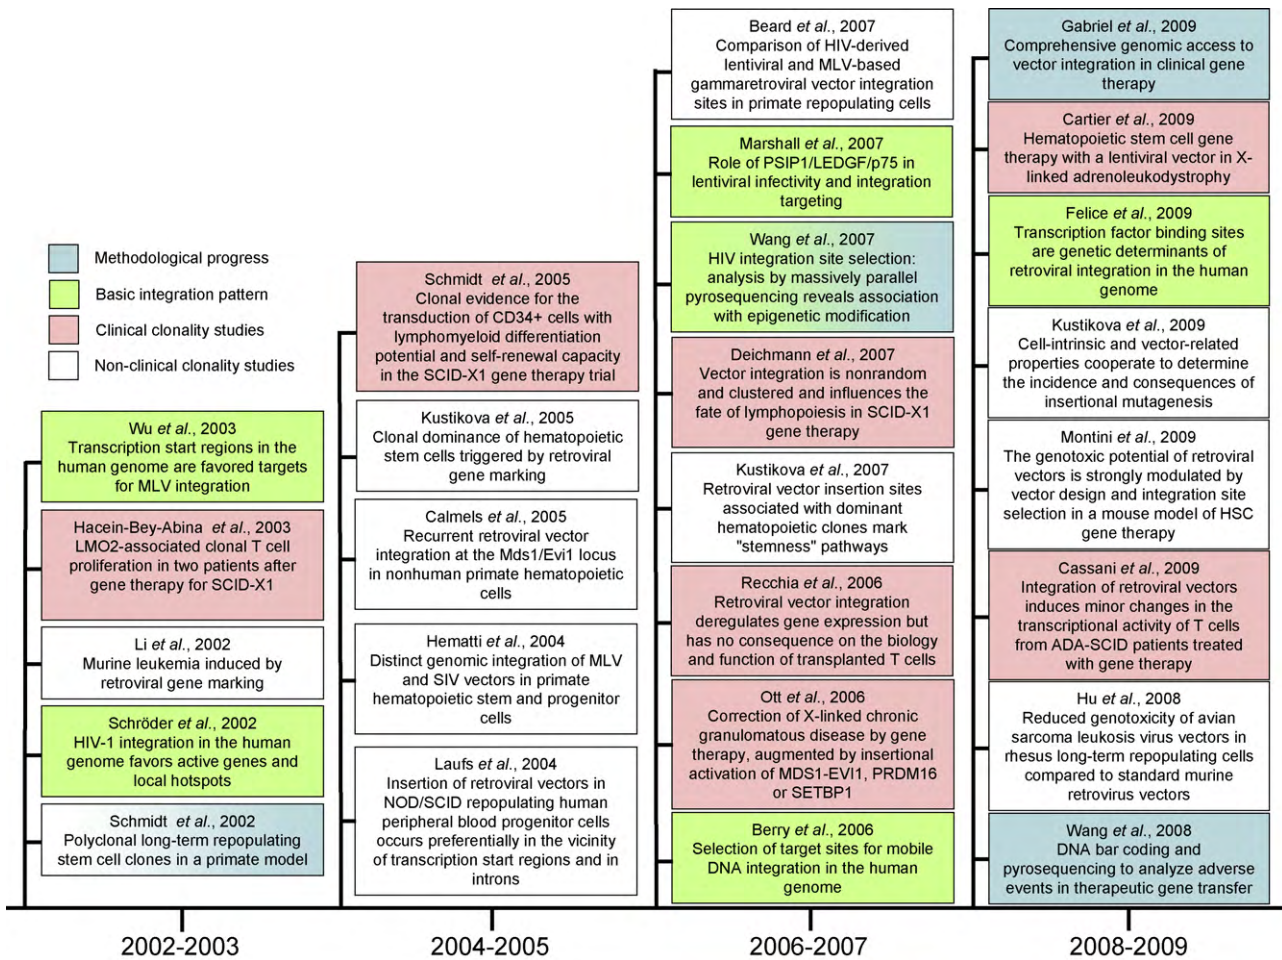 Methodological progress
Basic integration pattern
Clinical clonality studies
Non-clinical clonality studies
Wu et al., 2003
Transcription start regions in the
human genome are favored targets
for MLV integration
Hacein-Bey-Abina et al., 2003
LMO2-associated clonal T cell
proliferation in two patients after
gene therapy for SCID-X1
Li et al., 2002
Murine leukemia induced by
retroviral gene marking
Schröder et al., 2002
HIV-1 integration in the human
genome favors active genes and
local hotspots
Schmidt et al., 2002
Polyclonal long-term repopulating
stem cell clones in a primate model
2002-2003
Schmidt et al., 2005
Clonal evidence for the
transduction of CD34+ cells with
lymphomyeloid differentiation
potential and self-renewal capacity
in the SCID-X1 gene therapy trial
Kustikova et al., 2005
Clonal dominance of hematopoietic
stem cells triggered by retroviral
gene marking
Calmels et al., 2005
Recurrent retroviral vector
integration at the Mds1/Evi1 locus
in nonhuman primate hematopoietic
cells
Hematti et al., 2004
Distinct genomic integration of MLV
and SIV vectors in primate
hematopoietic stem and progenitor
cells
Laufs et al., 2004
Insertion of retroviral vectors in
NOD/SCID repopulating human
peripheral blood progenitor cells
occurs preferentially in the vicinity
of transcription start regions and in
introns
2004-2005
Beard et al., 2007
Comparison of HIV-derived
lentiviral and MLV-based
gammaretroviral vector integration
sites in primate repopulating cells
Marshall et al., 2007
Role of PSIP1/LEDGF/p75 in
lentiviral infectivity and integration
targeting
Wang et al., 2007
HIV integration site selection:
analysis by massively parallel
pyrosequencing reveals association
with epigenetic modification
Deichmann et al., 2007
Vector integration is nonrandom
and clustered and influences the
fate of lymphopoiesis in SCID-X1
gene therapy
Kustikova et al., 2007
Retroviral vector insertion sites
associated with dominant
hematopoietic clones mark
"stemness" pathways
Recchia et al., 2006
Retroviral vector integration
deregulates gene expression but
has no consequence on the biology
and function of transplanted T cells
Ott et al., 2006
Correction of X-linked chronic
granulomatous disease by gene
therapy, augmented by insertional
activation of MDS1-EVI1, PRDM16
or SETBP1
Berry et al., 2006
Selection of target sites for mobile
DNA integration in the human
genome
2006-2007
Gabriel et al., 2009
Comprehensive genomic access to
vector integration in clinical gene
therapy
Cartier et al., 2009
Hematopoietic stem cell gene
therapy with a lentiviral vector in X-
linked adrenoleukodystrophy
Felice et al., 2009
Transcription factor binding sites
are genetic determinants of
retroviral integration in the human
genome
Kustikova et al., 2009
Cell-intrinsic and vector-related
properties cooperate to determine
the incidence and consequences of
insertional mutagenesis
Montini et al., 2009
The genotoxic potential of retroviral
vectors is strongly modulated by
vector design and integration site
selection in a mouse model of HSC
gene therapy
Cassani et al., 2009
Integration of retroviral vectors
induces minor changes in the
transcriptional activity of T cells
from ADA-SCID patients treated
with gene therapy
Hu et al., 2008
Reduced genotoxicity of avian
sarcoma leukosis virus vectors in
rhesus long-term repopulating cells
compared to standard murine
retrovirus vectors
Wang et al., 2008
DNA bar coding and
pyrosequencing to analyze adverse
events in therapeutic gene transfer
2008-2009